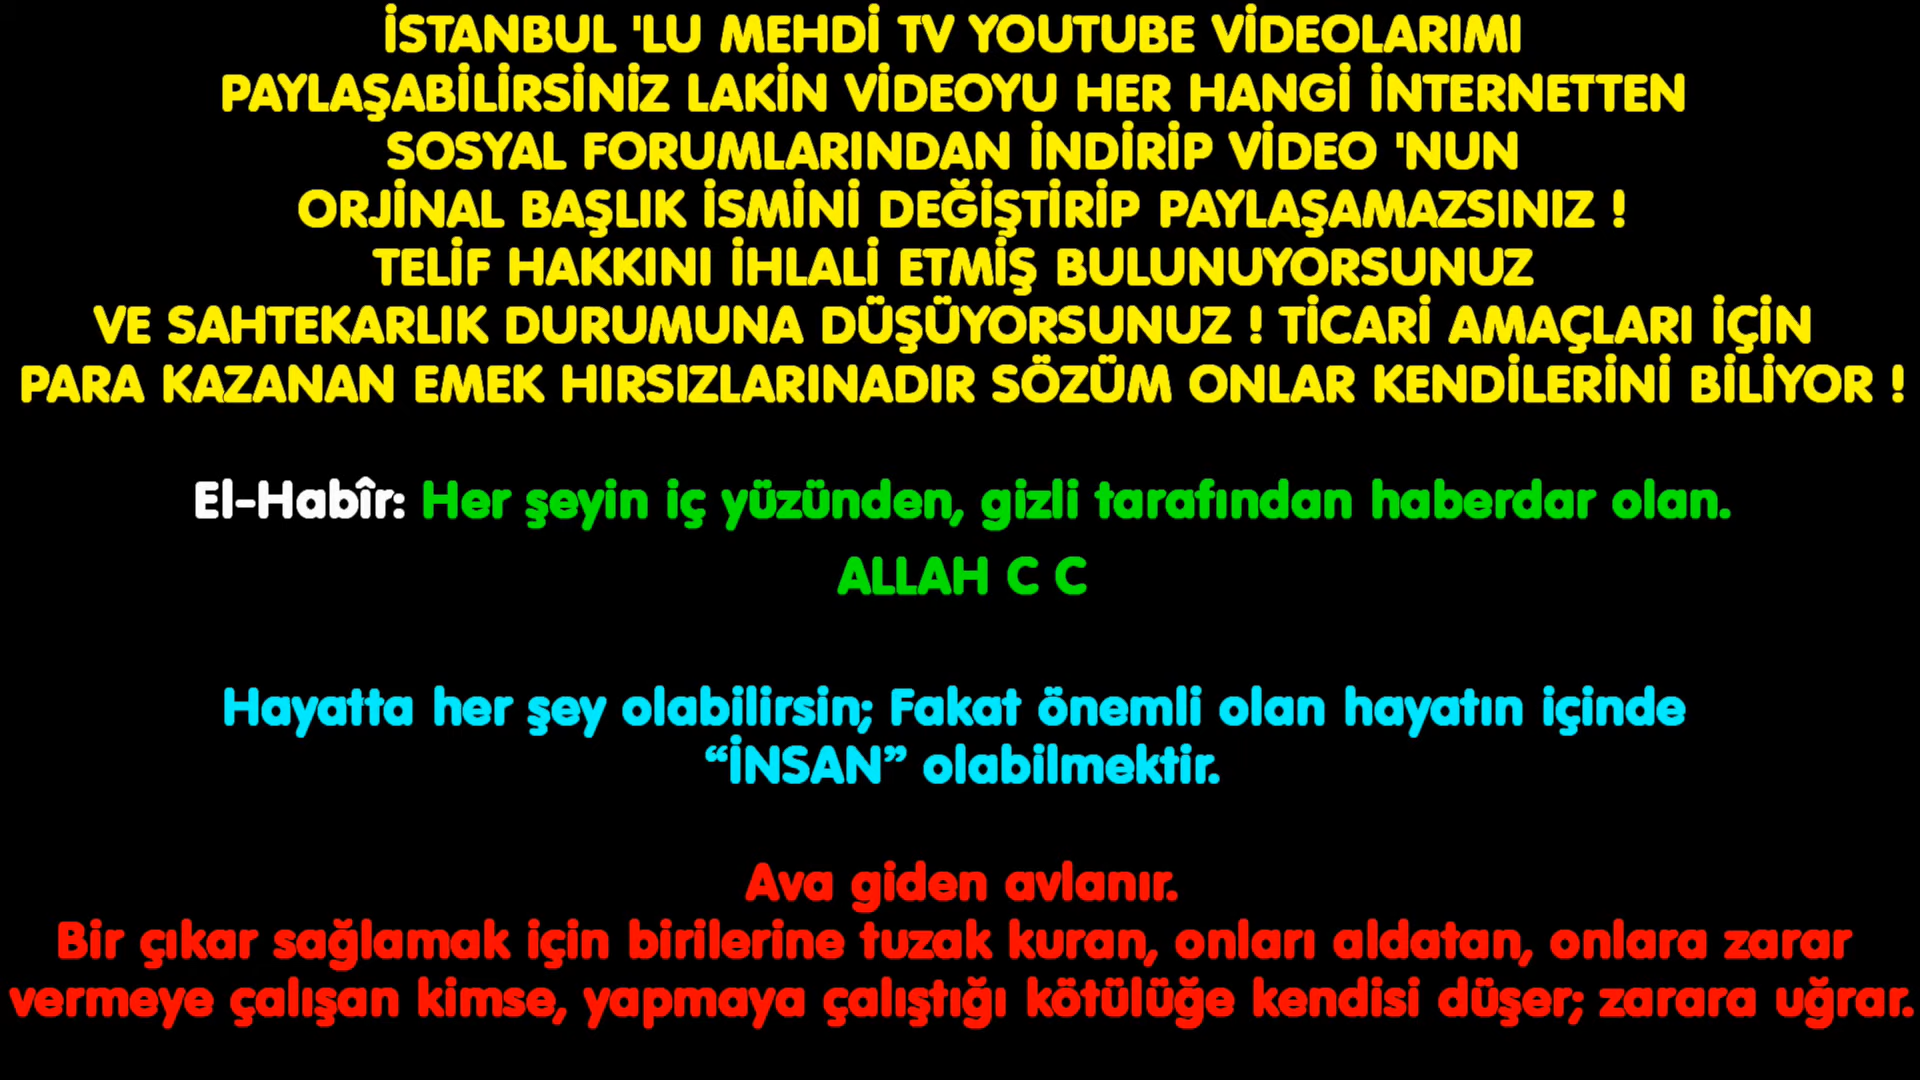 İSTANBUL 'LU MEHDİ TV YOUTUBE VİDEOLARIMI
PAYLAŞABİLİRSİNİZ LAKİN VİDEOYU HER HANGİ İNTERNETTEN
SOSYAL FORUMLARINDAN İNDİRİP VİDEO 'NUN
ORJİNAL BAŞLIK İSMİNİ DEĞİŞTİRİP PAYLAŞAMAZSINIZ !
TELİF HAKKINI İHLALİ ETMİŞ BULUNUYORSUNUZ
VE SAHTEKARLIK DURUMUNA DÜŞÜYORSUNUZ ! TİCARİ AMAÇLARI İÇİN
PARA KAZANAN EMEK HIRSIZLARINADIR SÖZÜM ONLAR KENDİLERİNİ BİLİYOR !
El-Habîr: Her şeyin iç yüzünden, gizli tarafından haberdar olan.
ALLAH C C
Hayatta her şey olabilirsin; Fakat önemli olan hayatın içinde
“İNSAN” olabilmektir.
Ava giden avlanır.
Bir çıkar sağlamak için birilerine tuzak kuran, onları aldatan, onlara zarar
vermeye çalışan kimse, yapmaya çalıştığı kötülüğe kendisi düşer; zarara uğrar.